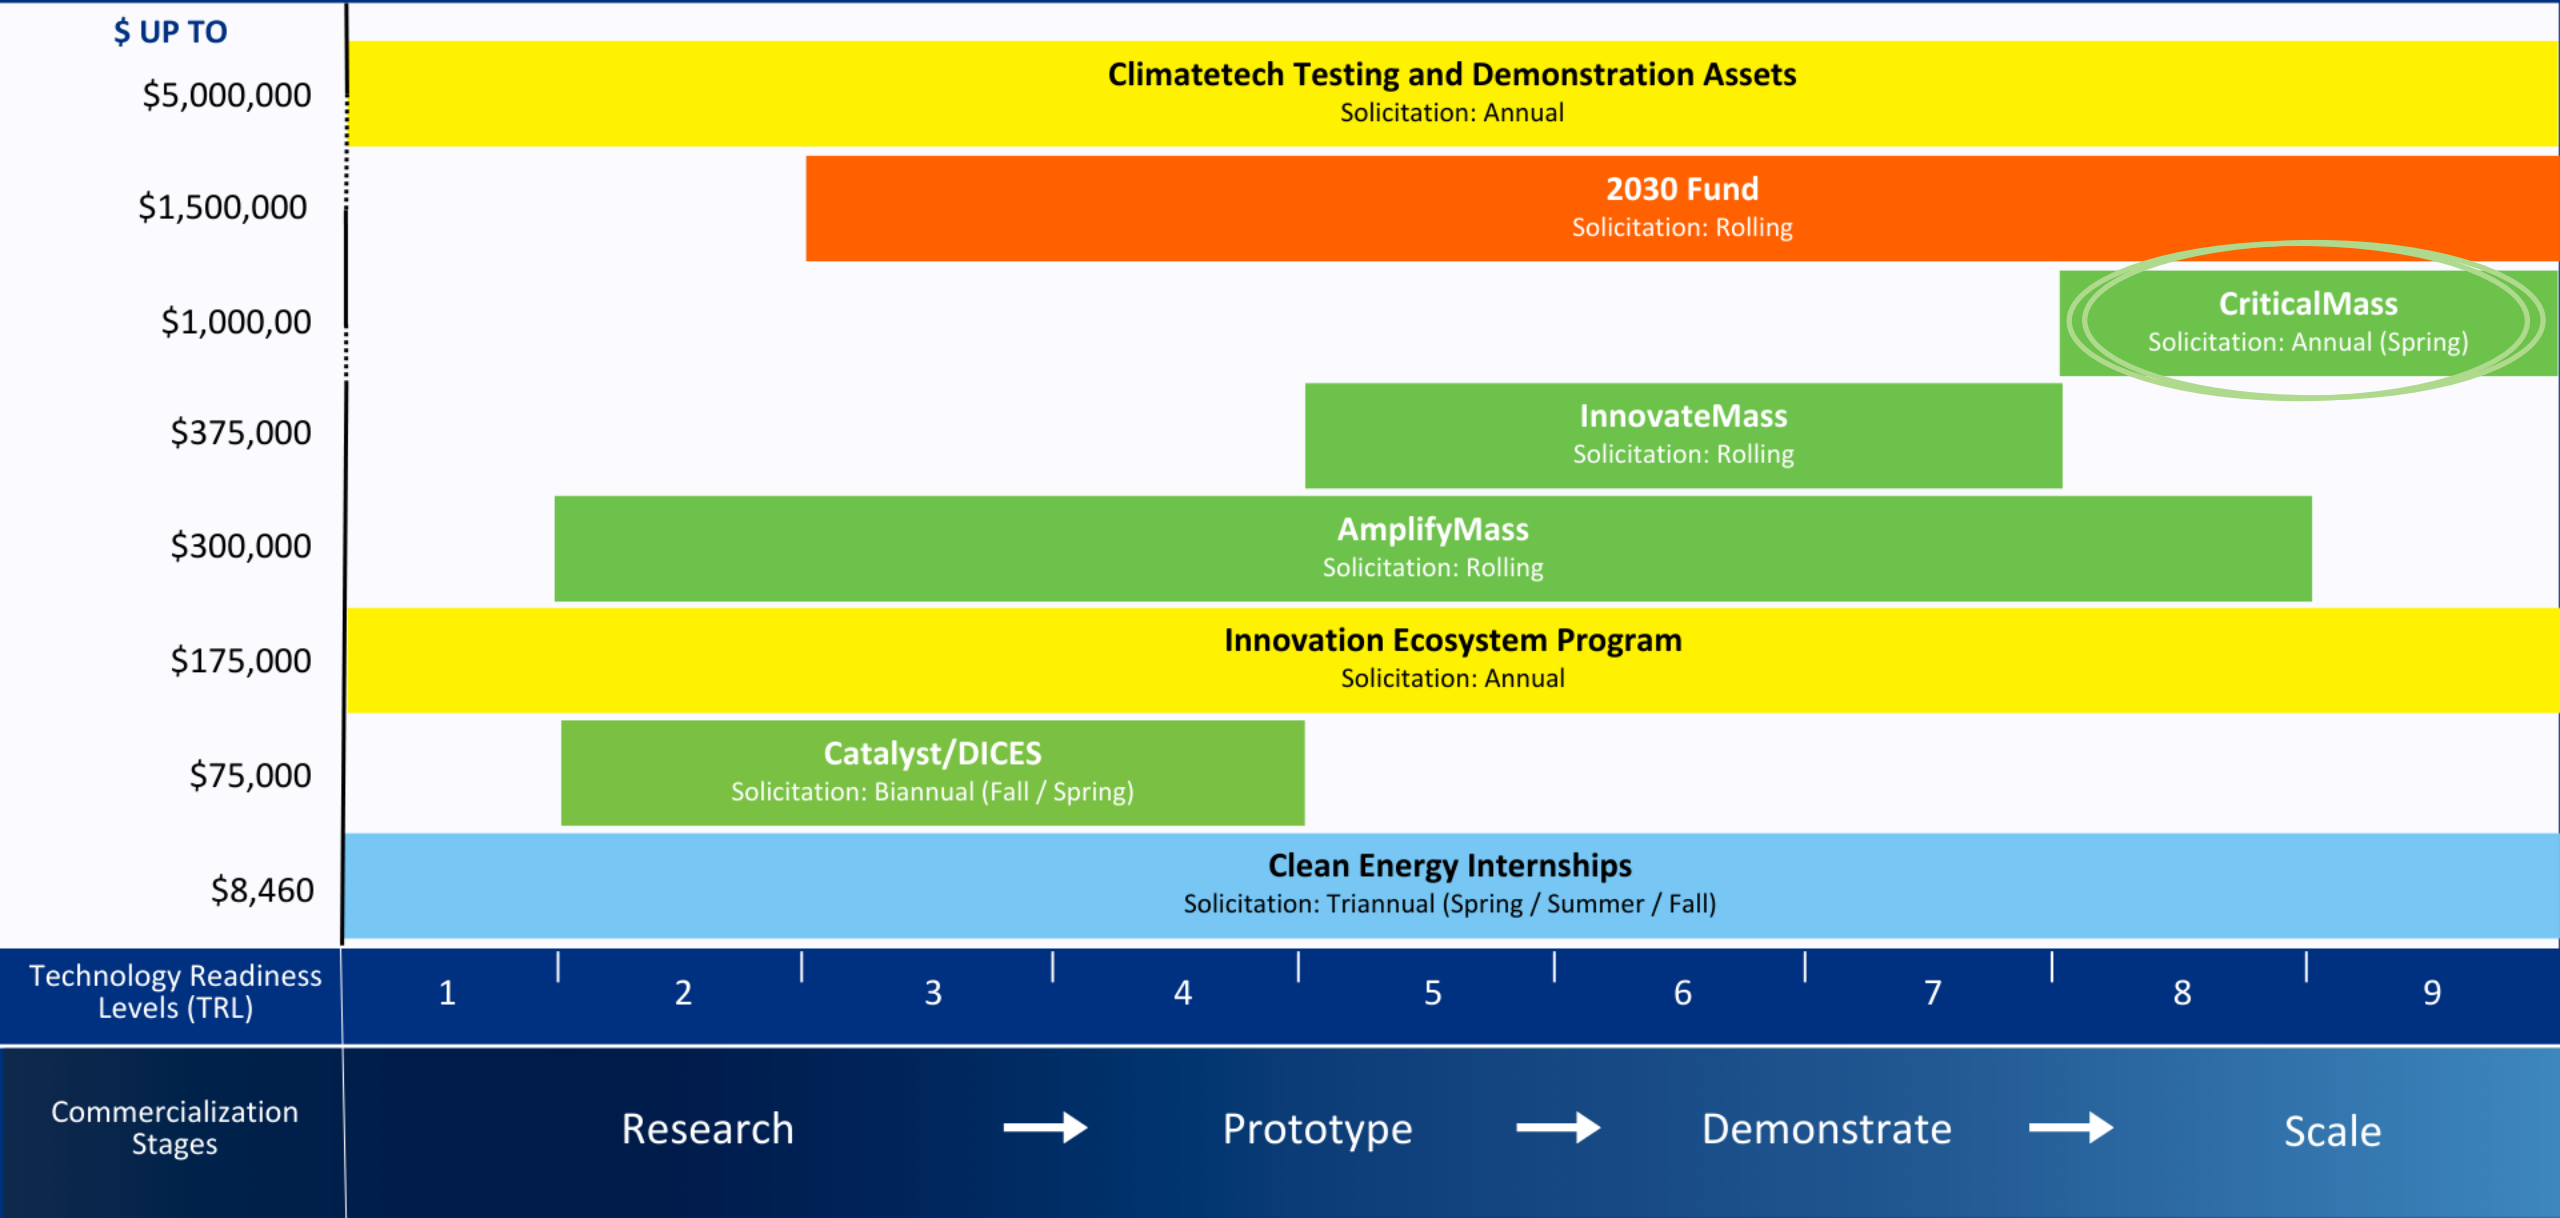 $ UP TO
$5,000,000
Climatetech Testing and Demonstration Assets
Solicitation: Annual
$1,500,000
2030 Fund
Solicitation: Rolling
$1,000,00
CriticalMass
Solicitation: Annual (Spring)
$375,000
InnovateMass
Solicitation: Rolling
$300,000
AmplifyMass
Solicitation: Rolling
$175,000
Innovation Ecosystem Program
Solicitation: Annual
$75,000
Catalyst/DICES
Solicitation: Biannual (Fall / Spring)
$8,460
Clean Energy Internships
Solicitation: Triannual (Spring / Summer / Fall)
Technology Readiness
Levels (TRL)
1 2 3 4 5 6 7 8 9
Commercialization
Stages
Research Prototype Demonstrate Scale